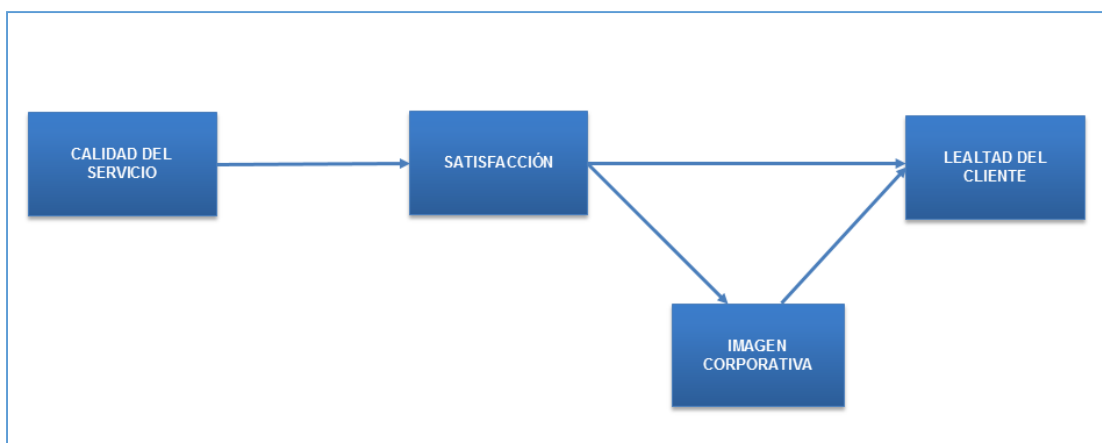 CALIDAD DEL
SERVICIO
SATISFACCIÓN
LEALTAD DEL
CLIENTE
IMAGEN
CORPORATIVA